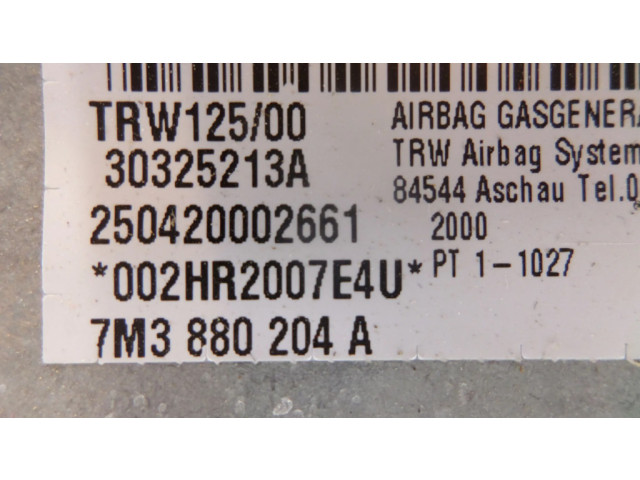 TRW125/00
30325213A
250420002661
*002HR2007E4U*
7M3 880 204 A
AIRBAG GASGENERA
TRW Airbag System
84544 Aschau Tel.0
2000
PT 1-1027